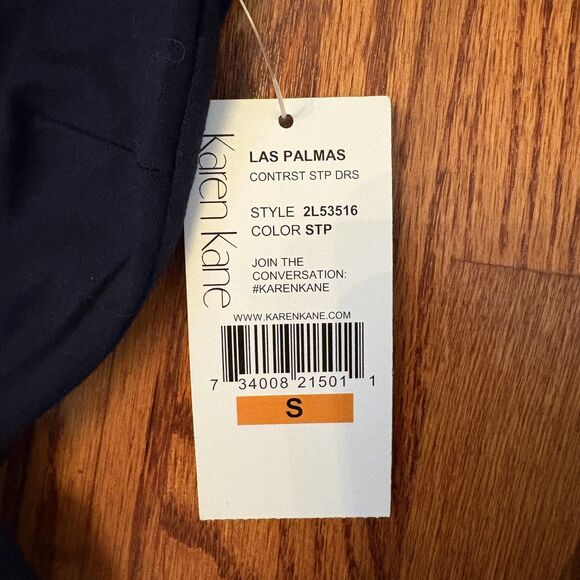 Karen Kane
LAS PALMAS
CONTRST STP DRS
STYLE 2L53516
COLOR STP
JOIN THE
CONVERSATION:
#KARENKANE
WWW.KARENKANE.COM
7 34008 21501 1
S